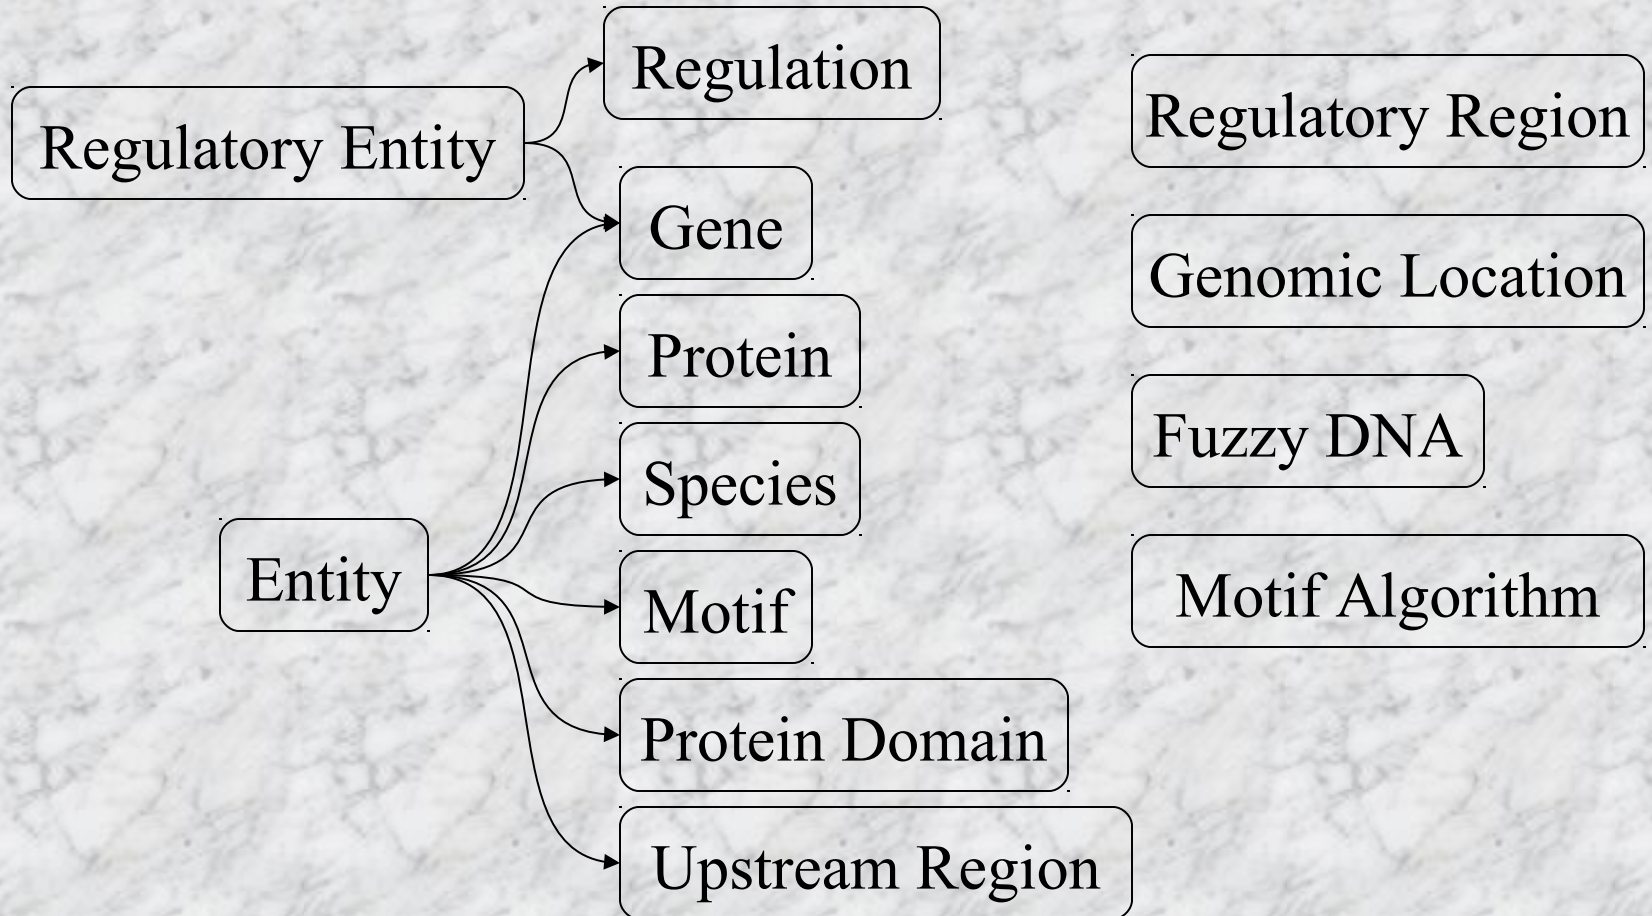 Regulatory Entity
Entity
Regulation
Gene
Protein
Species
Motif
Protein Domain
Upstream Region
Regulatory Region
Genomic Location
Fuzzy DNA
Motif Algorithm